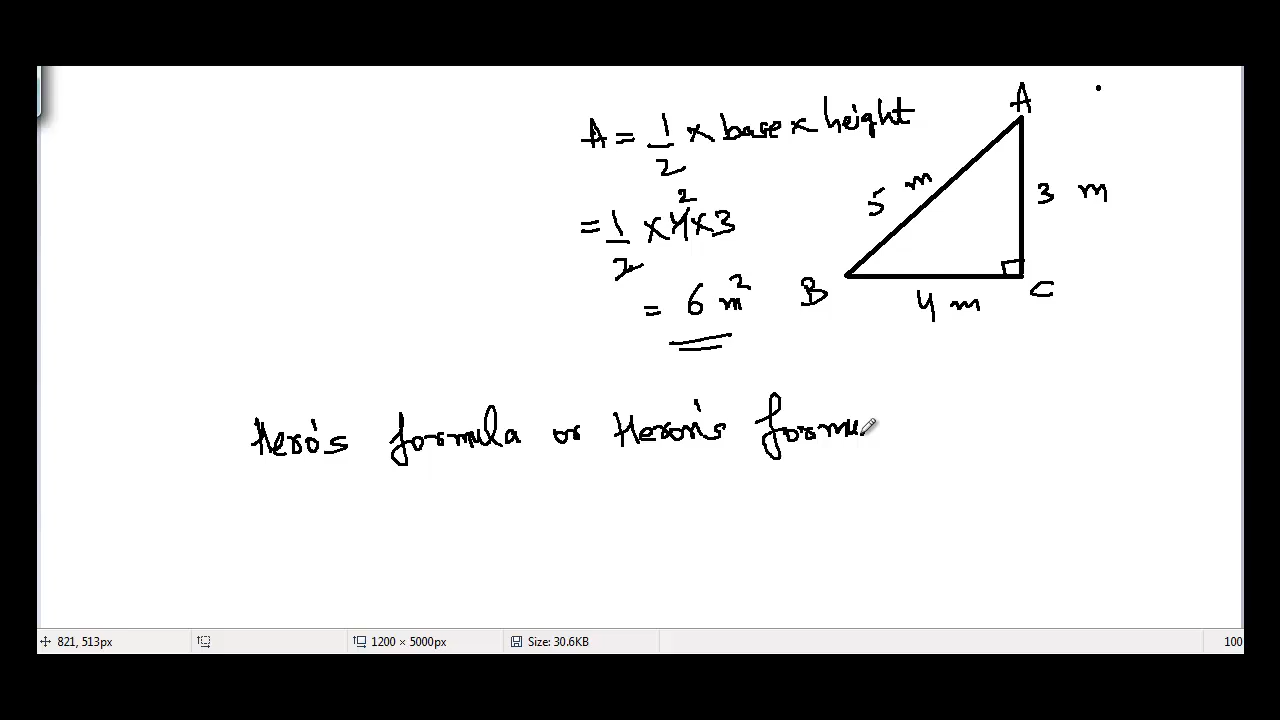 A = 1/2 × base × height
A
5 m
3 m
= 1/2 × 4 × 3
2
= 6 m²
B
4 m
C
Hero's formula or Heron's formu
821, 513px
1200 × 5000px
Size: 30.6KB
100